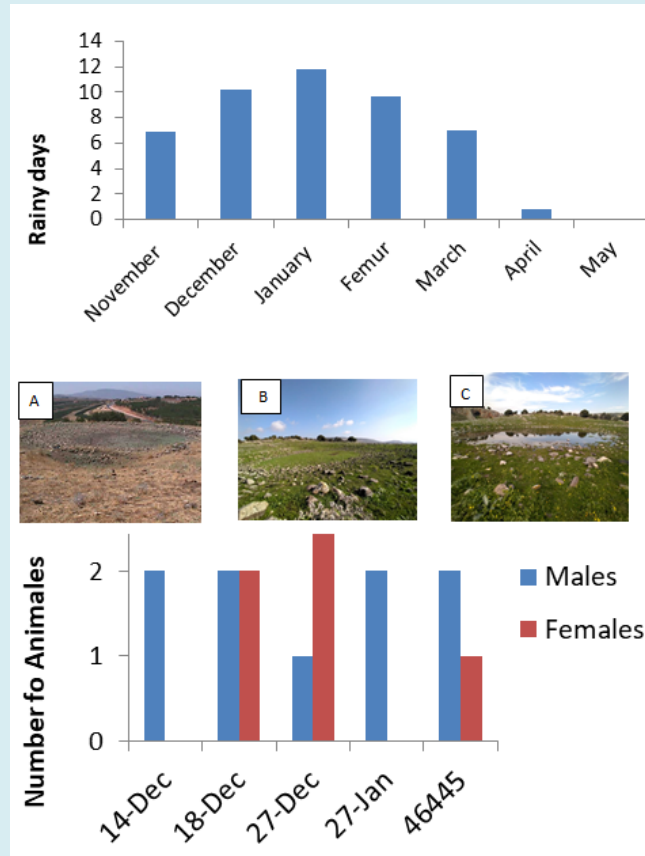 14
12
10
8
6
4
2
0
Rainy days
November
December
January
Femur
March
April
May
A
B
C
2
1
0
Number fo Animales
14-Dec
18-Dec
27-Dec
27-Jan
46445
Males
Females